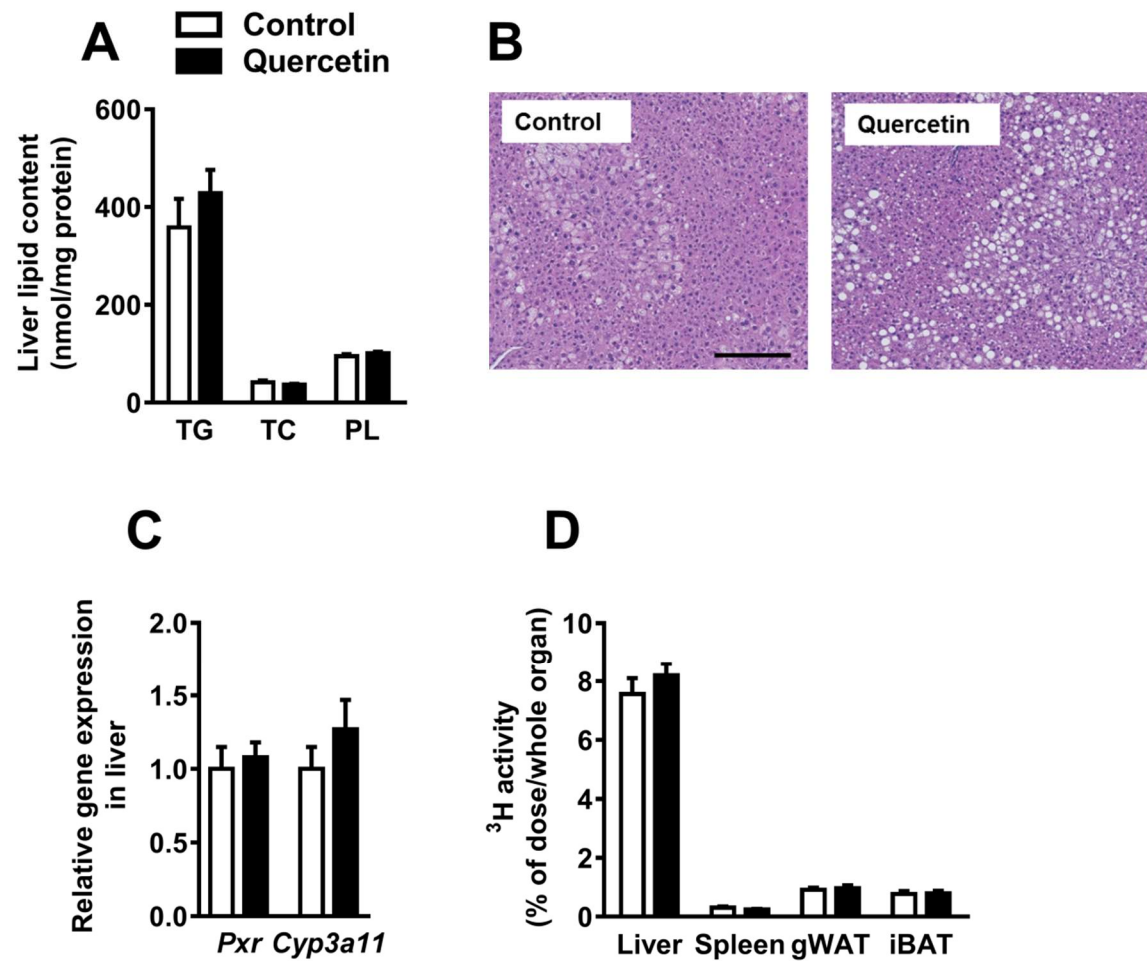 A
Control
Quercetin
Liver lipid content
(nmol/mg protein)
600
400
200
0
TG TC PL
B
Control
Quercetin
C
Relative gene expression
in liver
2.0
1.5
1.0
0.5
0.0
Pxr Cyp3a11
D
³H activity
(% of dose/whole organ)
10
8
6
4
2
0
Liver Spleen gWAT iBAT